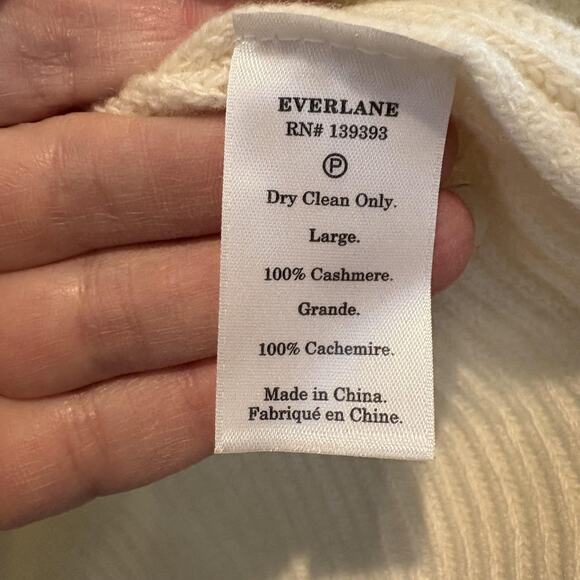 EVERLANE
RN# 139393
P
Dry Clean Only.
Large.
100% Cashmere.
Grande.
100% Cachemire.
Made in China.
Fabriqué en Chine.